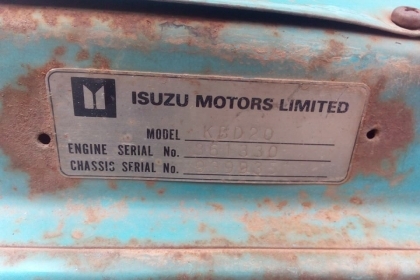 ISUZU MOTORS LIMITED
MODEL KBD20
ENGINE SERIAL No.
CHASSIS SERIAL No.